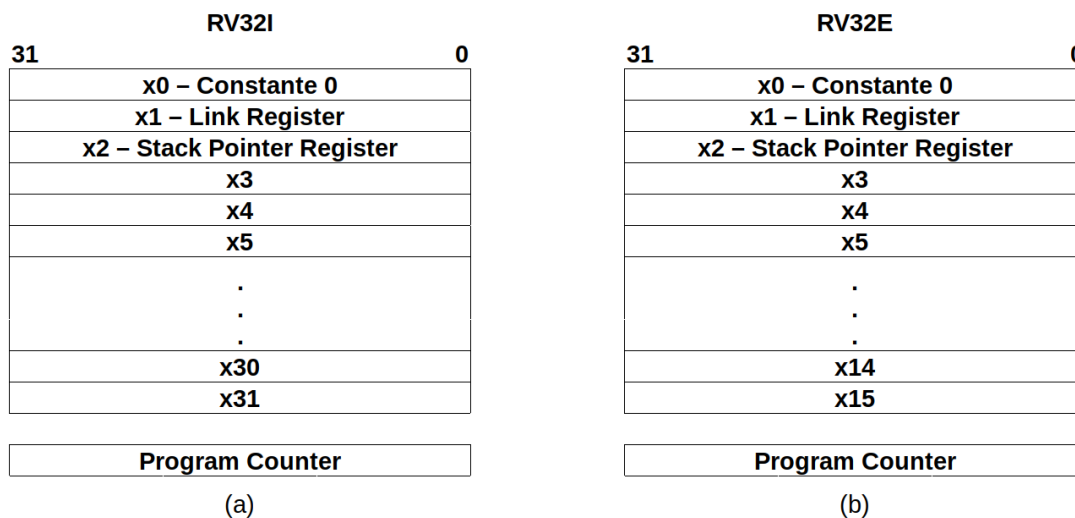 RV32I
31 0
x0 – Constante 0
x1 – Link Register
x2 – Stack Pointer Register
x3
x4
x5
.
.
.
x30
x31
Program Counter
(a)
RV32E
31 0
x0 – Constante 0
x1 – Link Register
x2 – Stack Pointer Register
x3
x4
x5
.
.
.
x14
x15
Program Counter
(b)